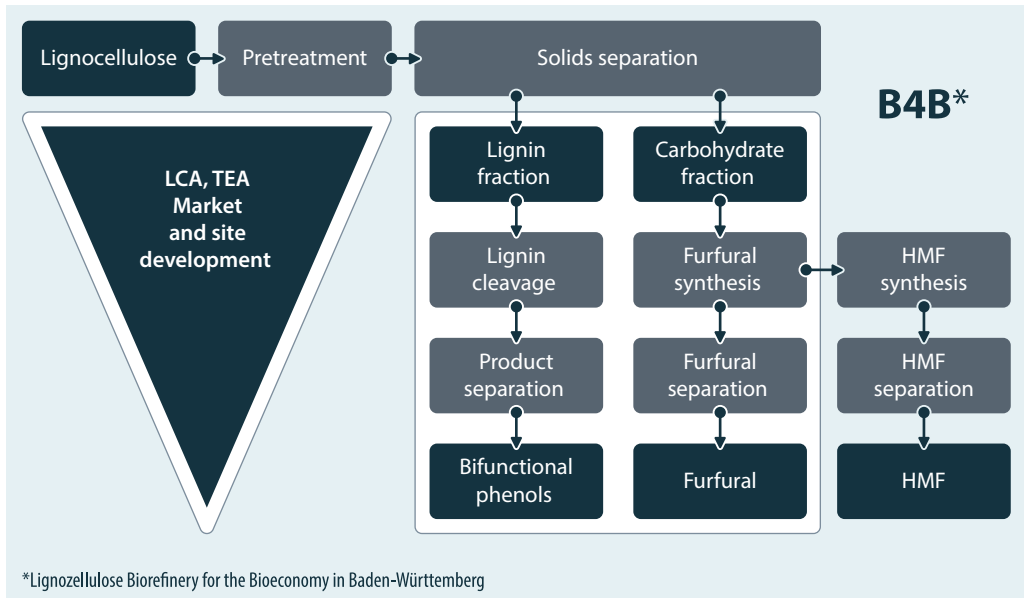 Lignocellulose
Pretreatment
Solids separation
B4B*
LCA, TEA
Market
and site
development
Lignin
fraction
Carbohydrate
fraction
Lignin
cleavage
Furfural
synthesis
HMF
synthesis
Product
separation
Furfural
separation
HMF
separation
Bifunctional
phenols
Furfural
HMF
*Lignozellulose Biorefinery for the Bioeconomy in Baden-Württemberg